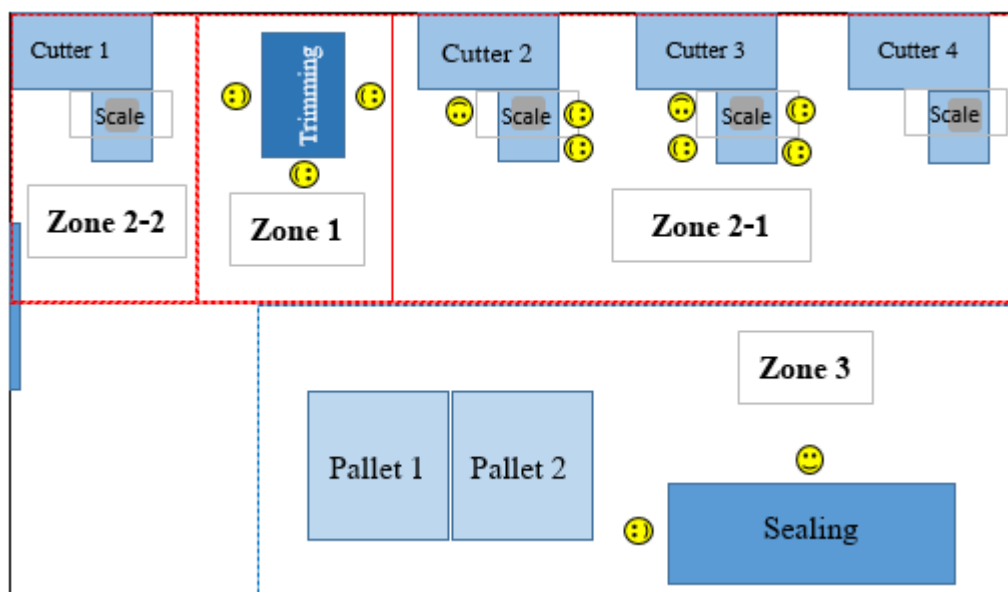 Cutter 1
Scale
Trimming
Cutter 2
Scale
Cutter 3
Scale
Cutter 4
Scale
Zone 2-2
Zone 1
Zone 2-1
Zone 3
Pallet 1
Pallet 2
Sealing